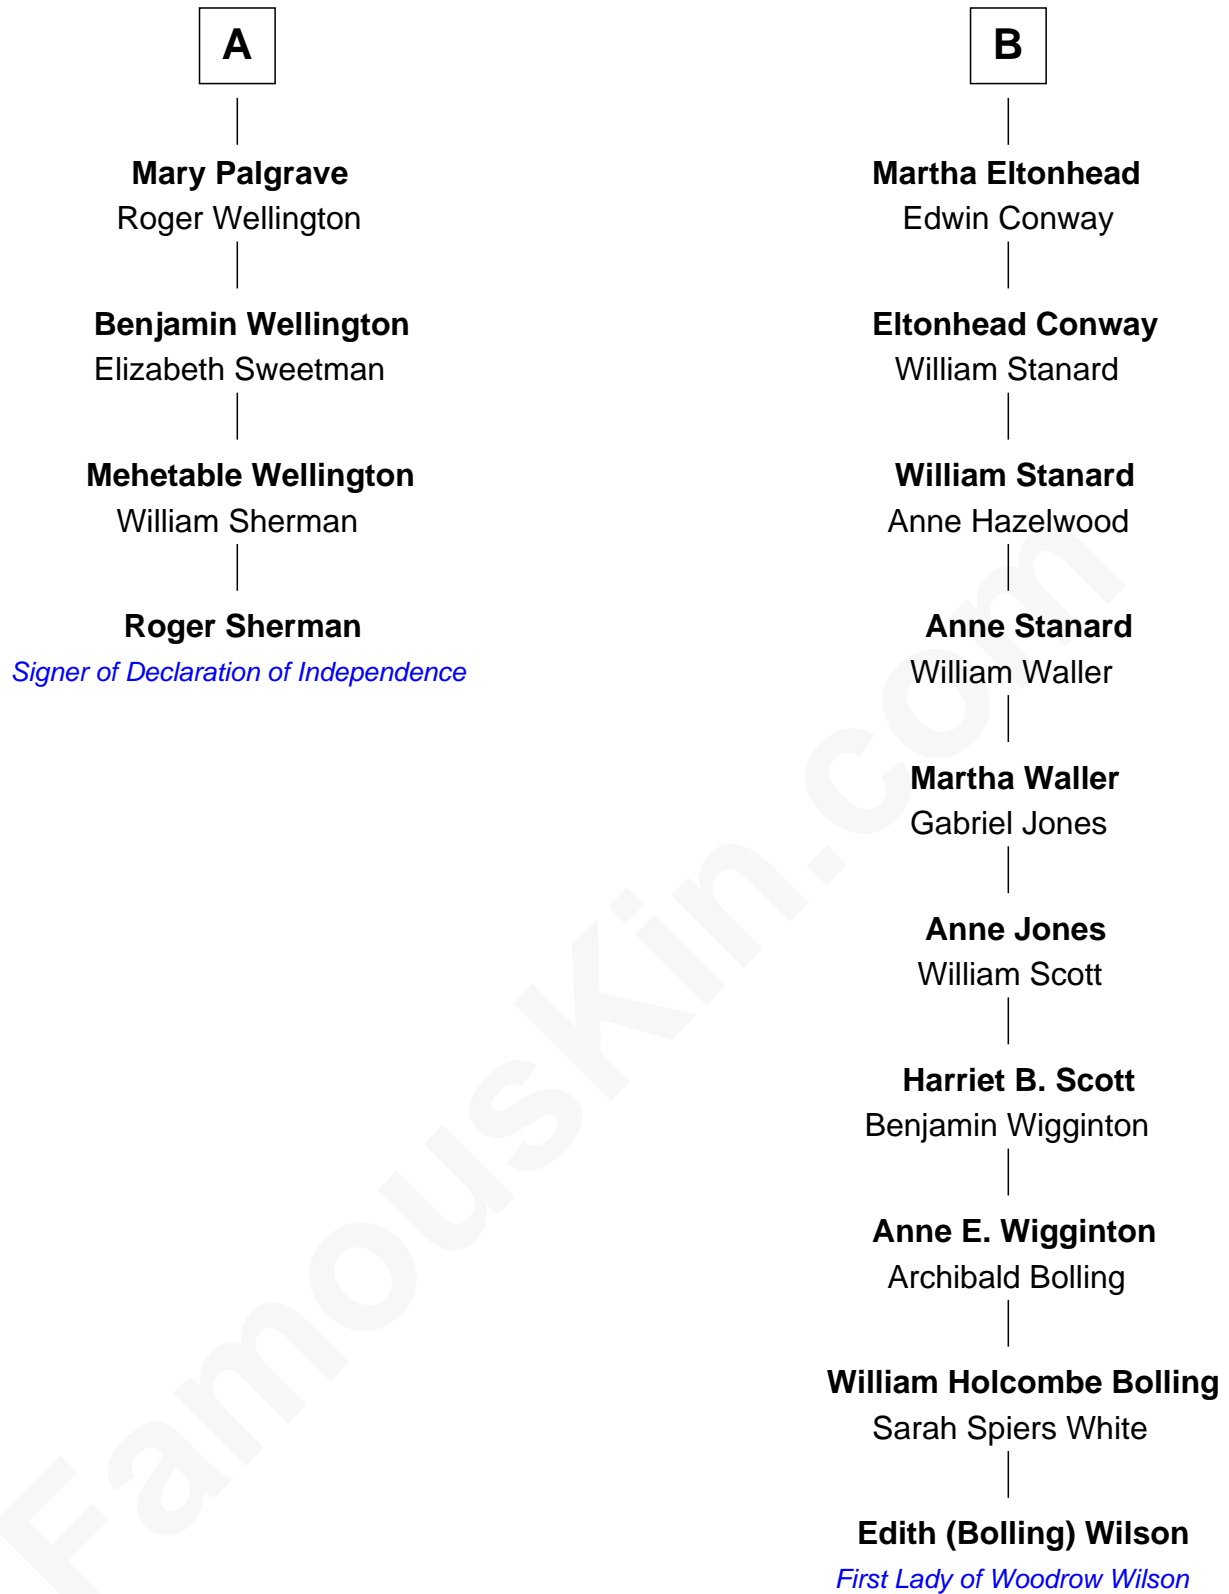 A
Mary Palgrave
Roger Wellington
Benjamin Wellington
Elizabeth Sweetman
Mehetable Wellington
William Sherman
Roger Sherman
Signer of Declaration of Independence
B
Martha Eltonhead
Edwin Conway
Eltonhead Conway
William Stanard
William Stanard
Anne Hazelwood
Anne Stanard
William Waller
Martha Waller
Gabriel Jones
Anne Jones
William Scott
Harriet B. Scott
Benjamin Wigginton
Anne E. Wigginton
Archibald Bolling
William Holcombe Bolling
Sarah Spiers White
Edith (Bolling) Wilson
First Lady of Woodrow Wilson
FamousKin.com